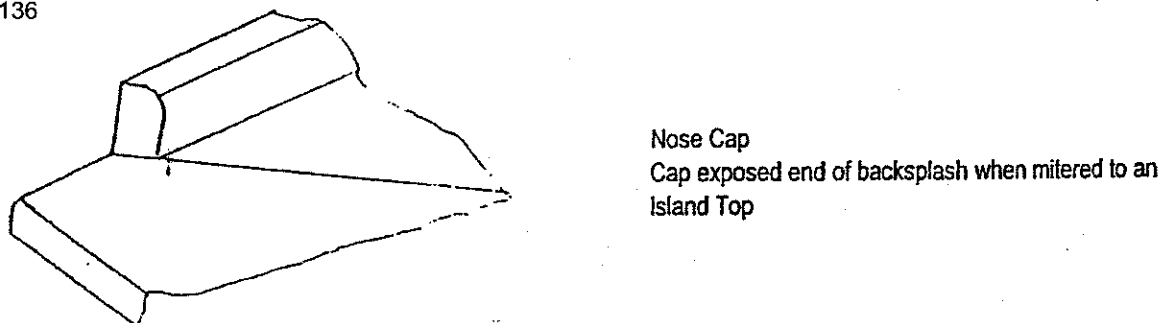 136
Nose Cap
Cap exposed end of backsplash when mitered to an
Island Top